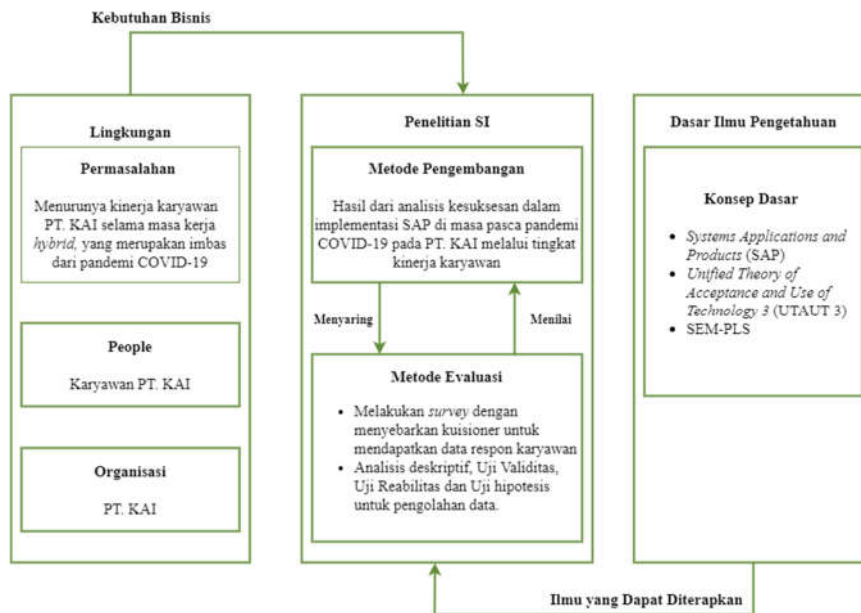 Kebutuhan Bisnis
Lingkungan
Permasalahan
Menurunya kinerja karyawan
PT. KAI selama masa kerja
hybrid, yang merupakan imbas
dari pandemi COVID-19
People
Karyawan PT. KAI
Organisasi
PT. KAI
Penelitian SI
Metode Pengembangan
Hasil dari analisis kesuksesan dalam
implementasi SAP di masa pasca pandemi
COVID-19 pada PT. KAI melalui tingkat
kinerja karyawan
Menyaring
Menilai
Metode Evaluasi
• Melakukan survey dengan
menyebarkan kuisioner untuk
mendapatkan data respon karyawan
• Analisis deskriptif, Uji Validitas,
Uji Reabilitas dan Uji hipotesis
untuk pengolahan data.
Dasar Ilmu Pengetahuan
Konsep Dasar
• Systems Applications and
Products (SAP)
• Unified Theory of
Acceptance and Use of
Technology 3 (UTAUT 3)
• SEM-PLS
Ilmu yang Dapat Diterapkan